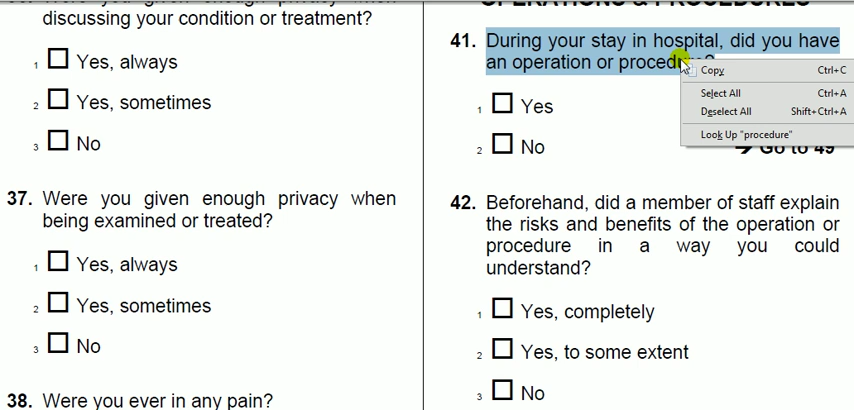 discussing your condition or treatment?
1 Yes, always
2 Yes, sometimes
3 No
37. Were you given enough privacy when
being examined or treated?
1 Yes, always
2 Yes, sometimes
3 No
38. Were you ever in any pain?
OPERATIONS & PROCEDURES
41. During your stay in hospital, did you have
an operation or procedure?
1 Yes
2 No → Go to 49
Copy Ctrl+C
Select All Ctrl+A
Deselect All Shift+Ctrl+A
Look Up "procedure"
42. Beforehand, did a member of staff explain
the risks and benefits of the operation or
procedure in a way you could
understand?
1 Yes, completely
2 Yes, to some extent
3 No